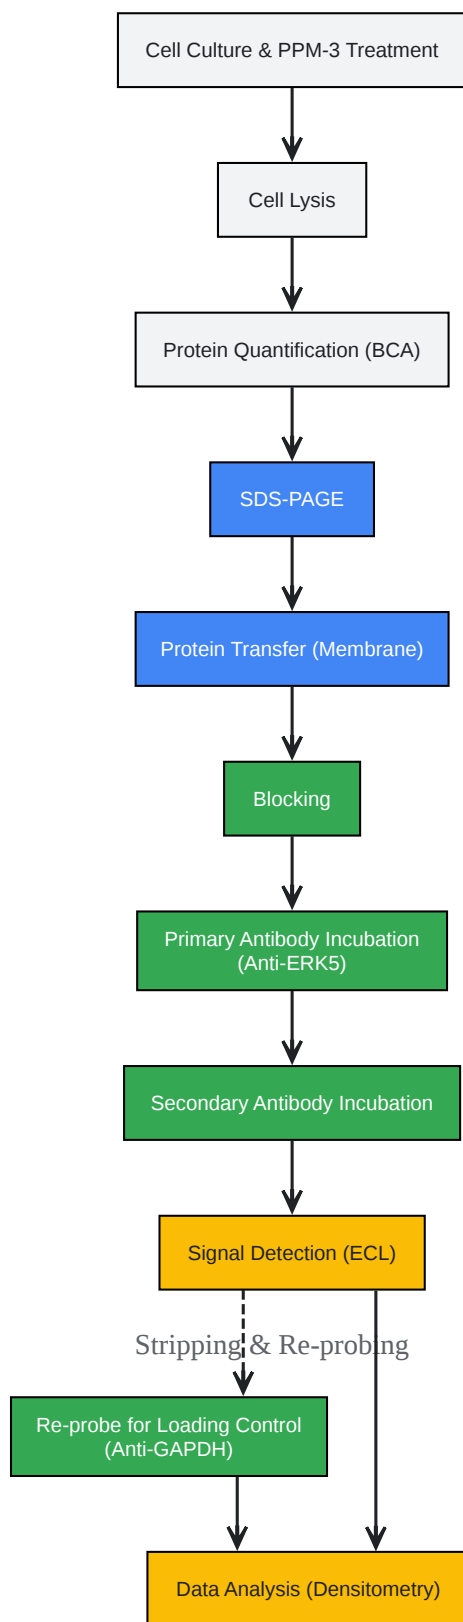 Cell Culture & PPM-3 Treatment
Cell Lysis
Protein Quantification (BCA)
SDS-PAGE
Protein Transfer (Membrane)
Blocking
Primary Antibody Incubation
(Anti-ERK5)
Secondary Antibody Incubation
Signal Detection (ECL)
Stripping & Re-probing
Re-probe for Loading Control
(Anti-GAPDH)
Data Analysis (Densitometry)